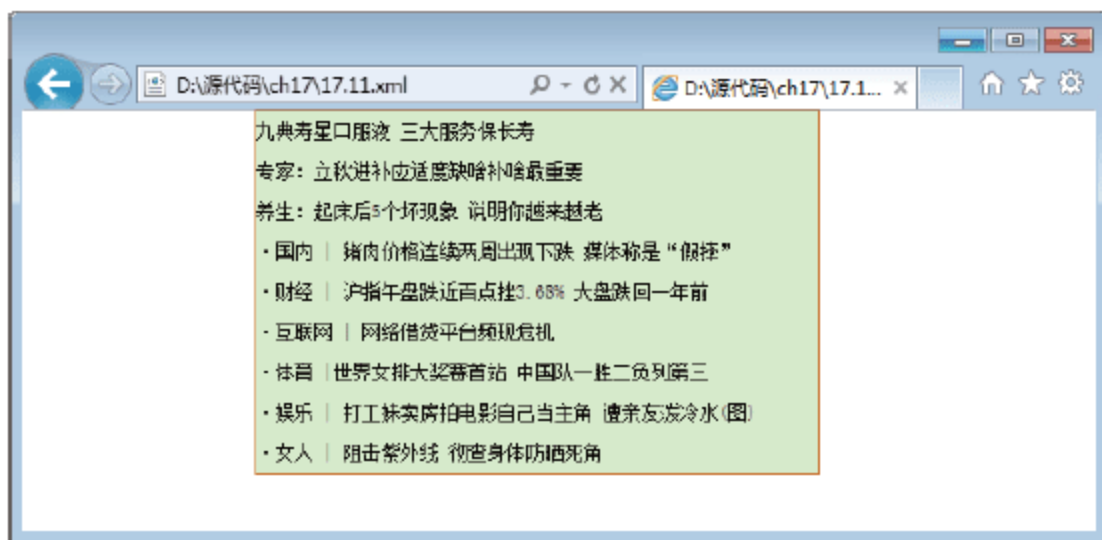 D:\源代码\ch17\17.11.xml
D:\源代码\ch17\17.1...
九典寿星口服液 三大服务保长寿
专家：立秋进补应适度缺啥补啥最重要
养生：起床后5个坏现象 说明你越来越老
·国内 | 猪肉价格连续两周出现下跌 媒体称是“假摔”
·财经 | 沪指午盘跌近百点挫3.68% 大盘跌回一年前
·互联网 | 网络借贷平台频现危机
·体育 |世界女排大奖赛首站 中国队一胜二负列第三
·娱乐 | 打工妹卖房拍电影自己当主角 遭亲友泼冷水(图)
·女人 | 阻击紫外线 彻查身体防晒死角